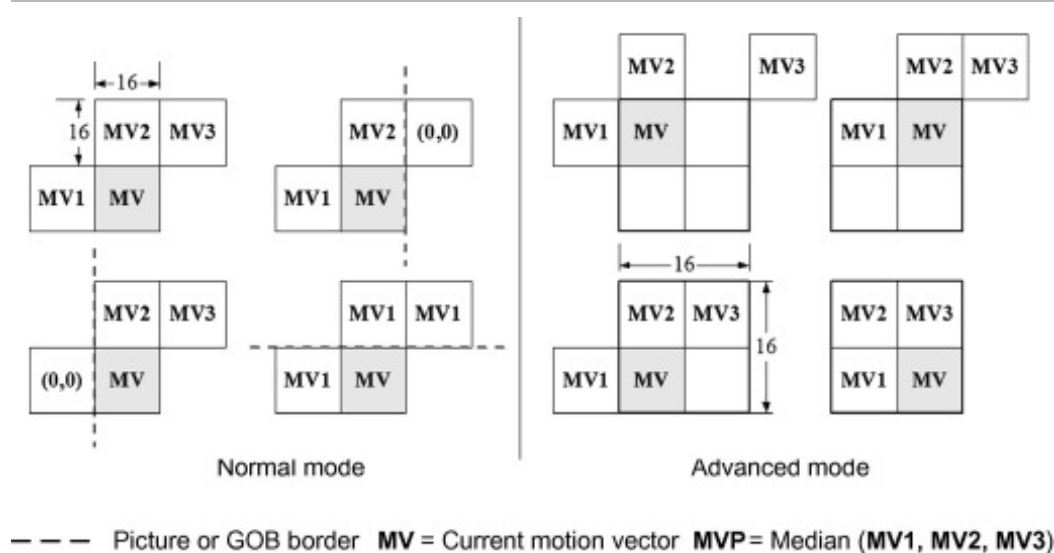 MV2 MV3
16
16 MV2 MV3 MV2 (0,0) MV1 MV MV1 MV
MV1 MV MV1 MV
16
MV2 MV3 MV1 MV1 MV2 MV3 MV2 MV3
16
(0,0) MV MV1 MV MV1 MV MV1 MV
Normal mode Advanced mode
Picture or GOB border MV = Current motion vector MVP = Median (MV1, MV2, MV3)
MV2 MV3